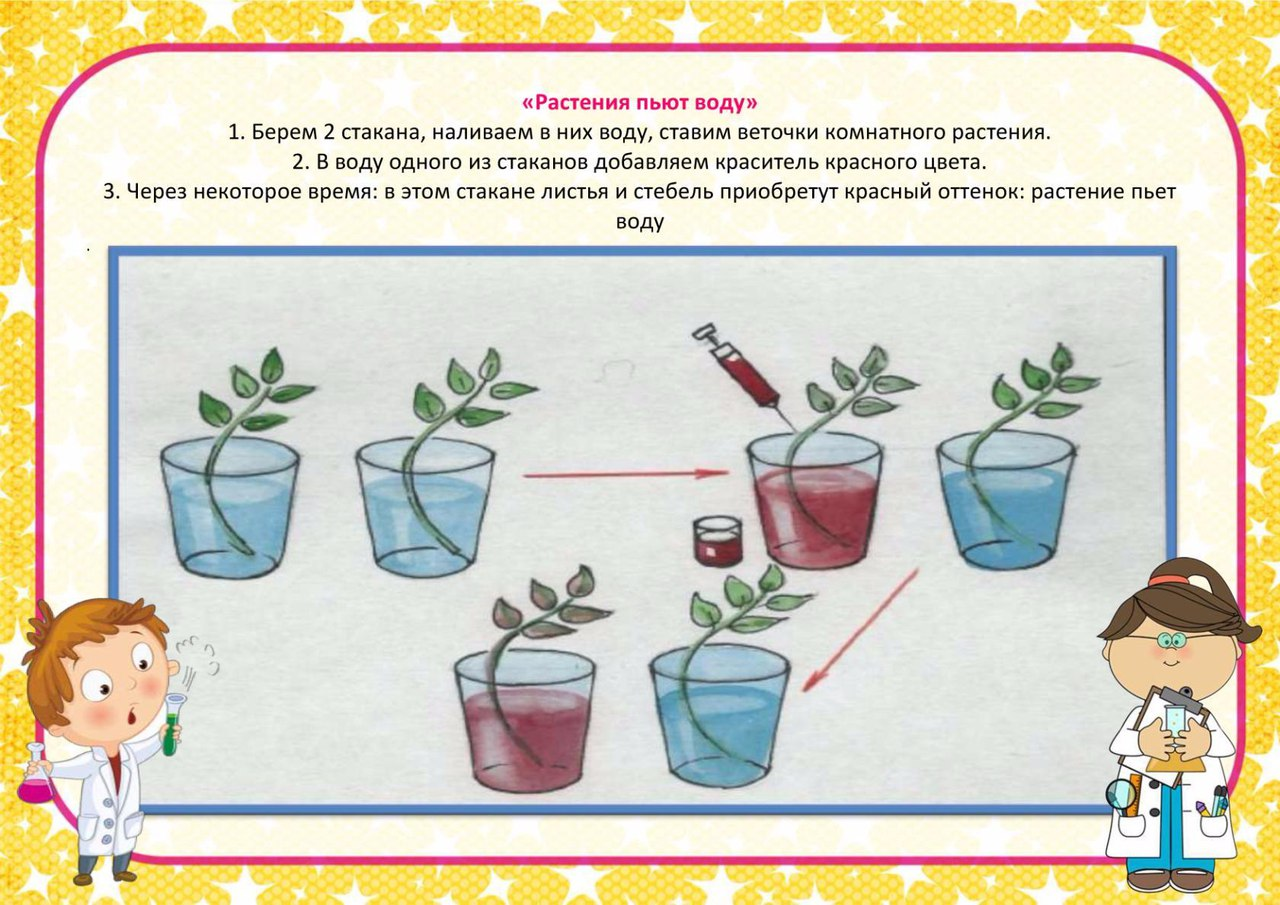 «Растения пьют воду»
1. Берем 2 стакана, наливаем в них воду, ставим веточки комнатного растения.
2. В воду одного из стаканов добавляем краситель красного цвета.
3. Через некоторое время: в этом стакане листья и стебель приобретут красный оттенок: растение пьет
воду
.